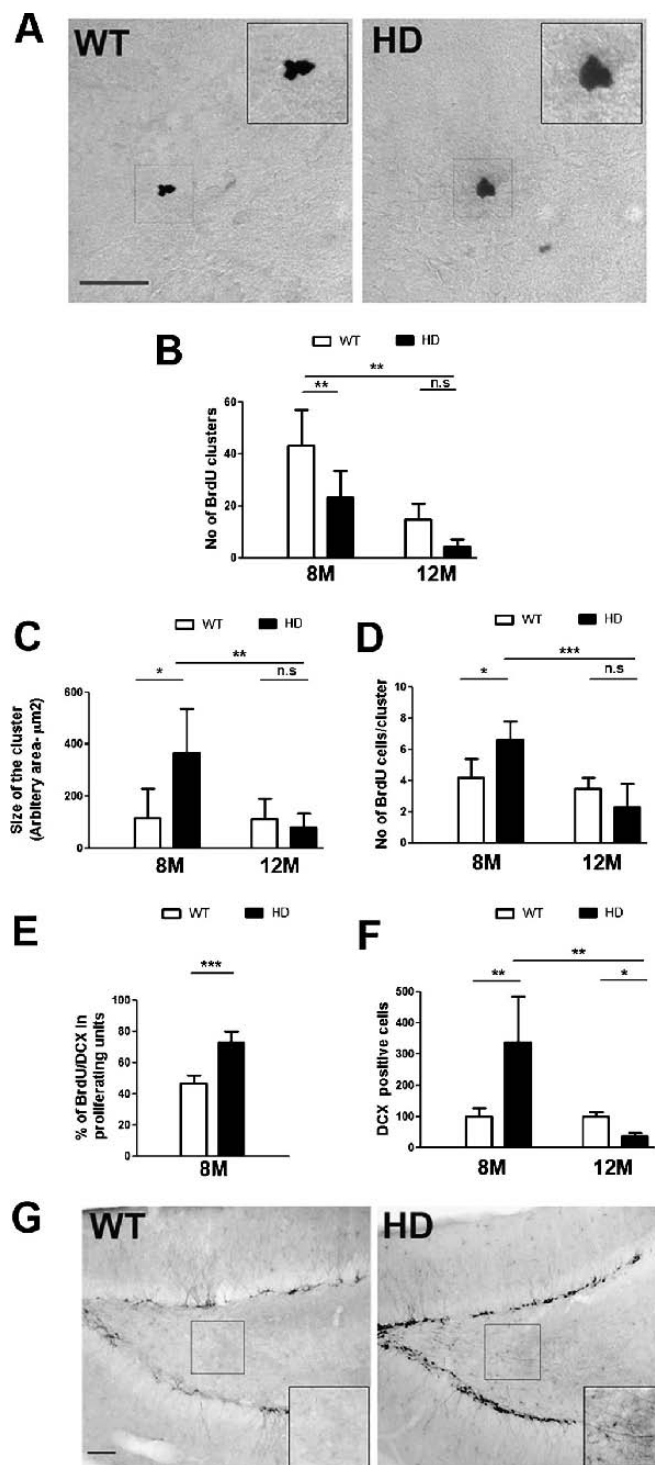 A
WT
HD
B
WT HD
**
** n.s
No of BrdU clusters
60
40
20
0
8M 12M
C
WT HD
**
* n.s
Size of the cluster
(Arbitery area- μm2)
600
400
200
0
8M 12M
D
WT HD
***
* n.s
No of BrdU cells/cluster
10
8
6
4
2
0
8M 12M
E
WT HD
***
% of BrdU/DCX in
proliferating units
100
80
60
40
20
0
8M
F
WT HD
**
** *
DCX positive cells
500
400
300
200
100
0
8M 12M
G
WT
HD